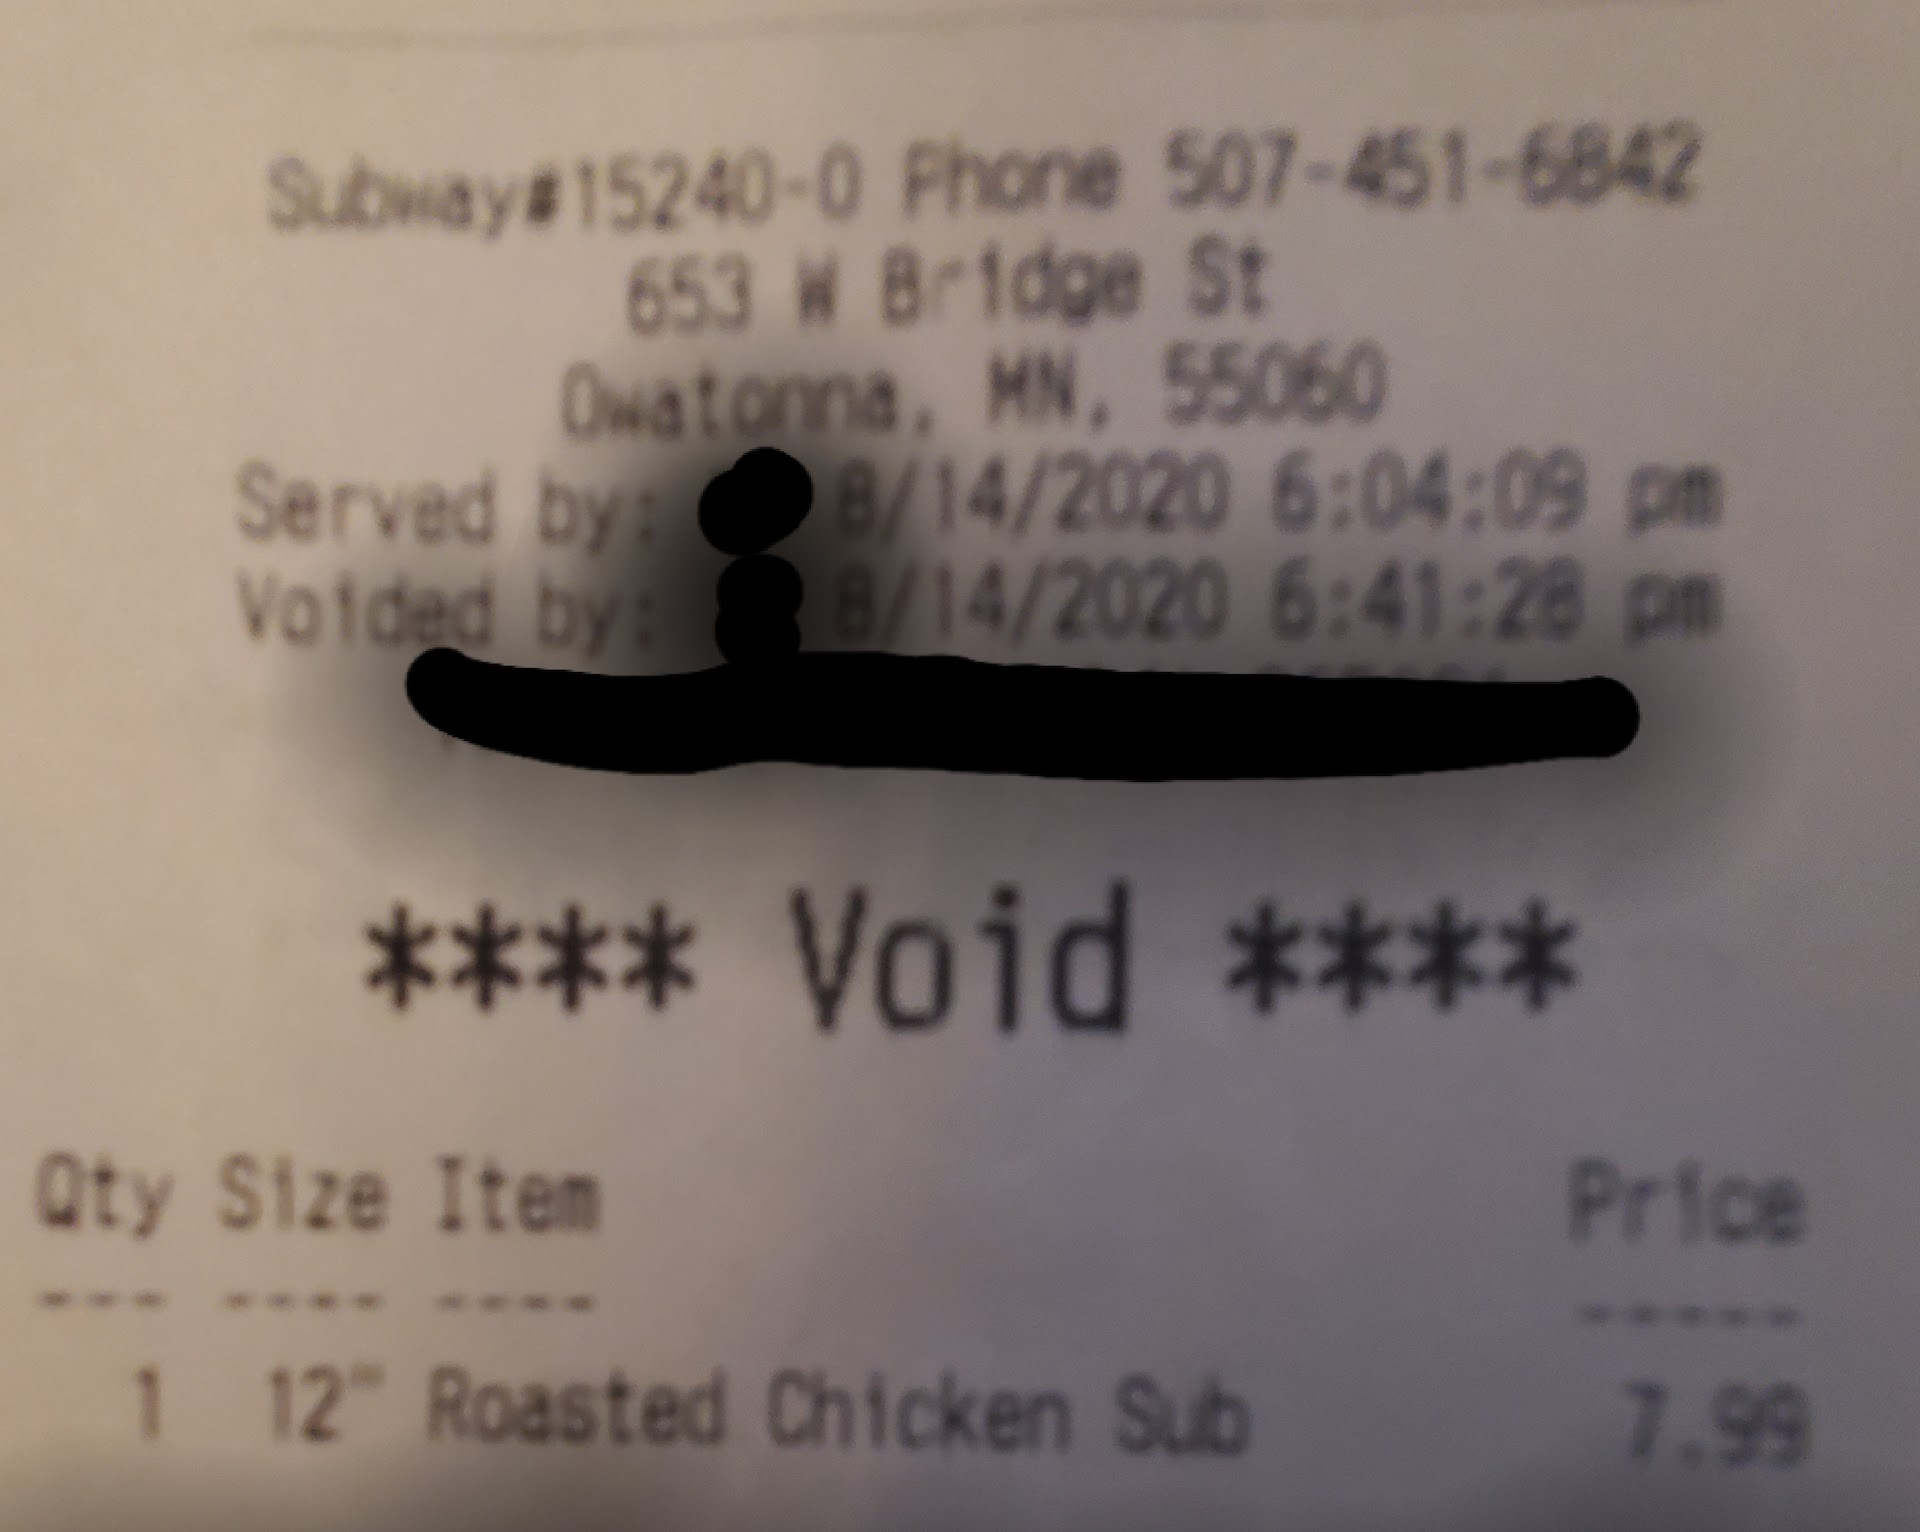 Subway#15240-0 Phone 507-451-6842
653 W Bridge St
Owatonna, MN, 55060
Served by: 8/14/2020 6:04:09 pm
Voided by: 8/14/2020 6:41:28 pm
**** Void ****
Qty Size Item Price
--- ---- ---- -----
1 12" Roasted Chicken Sub 7.99